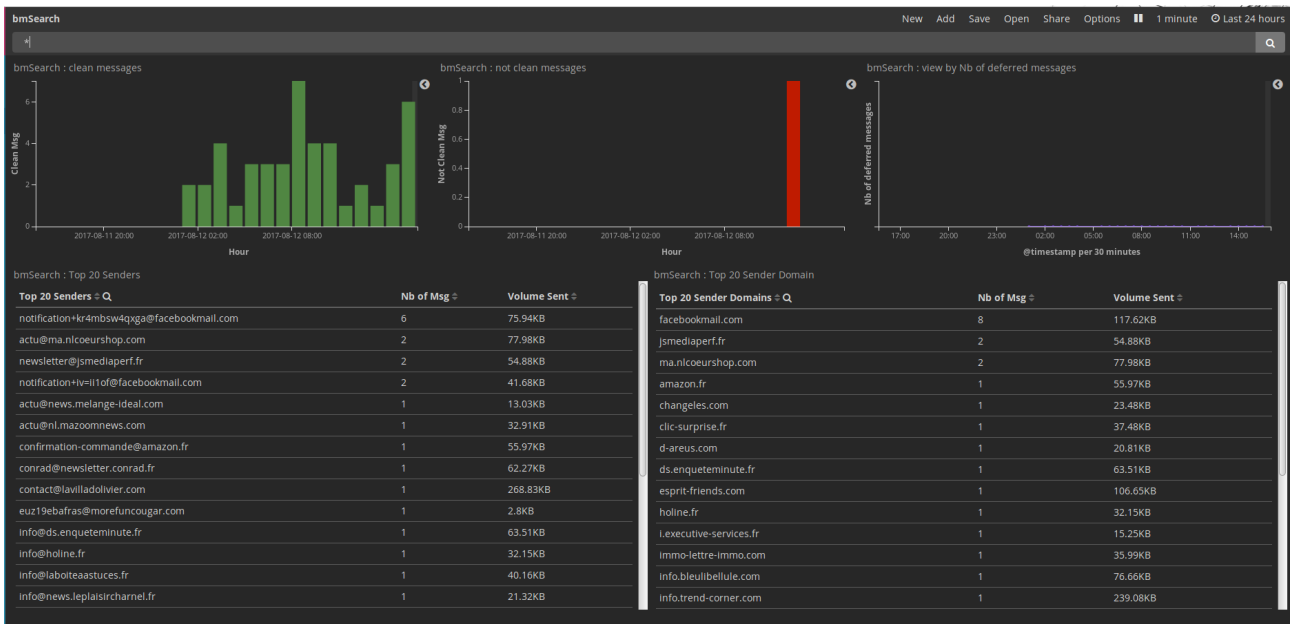 bmSearch New Add Save Open Share Options 1 minute Last 24 hours
*
bmSearch : clean messages
6
4
2
0
Clean Msg
2017-08-11 20:00 2017-08-12 02:00 2017-08-12 08:00
Hour
bmSearch : not clean messages
1
0.8
0.6
0.4
0.2
0
Not Clean Msg
2017-08-11 20:00 2017-08-12 02:00 2017-08-12 08:00
Hour
bmSearch : view by Nb of deferred messages
Nb of deferred messages
17:00 20:00 23:00 02:00 05:00 08:00 11:00 14:00
@timestamp per 30 minutes
bmSearch : Top 20 Senders
Top 20 Senders Nb of Msg Volume Sent
notification+kr4mbsw4qxga@facebookmail.com 6 75.94KB
actu@ma.nlcoeurshop.com 2 77.98KB
newsletter@jsmediaperf.fr 2 54.88KB
notification+iv=ii1of@facebookmail.com 2 41.68KB
actu@news.melange-ideal.com 1 13.03KB
actu@nl.mazoomnews.com 1 32.91KB
confirmation-commande@amazon.fr 1 55.97KB
conrad@newsletter.conrad.fr 1 62.27KB
contact@lavilladolivier.com 1 268.83KB
euz19ebafras@morefuncougar.com 1 2.8KB
info@ds.enqueteminute.fr 1 63.51KB
info@holine.fr 1 32.15KB
info@laboiteaastuces.fr 1 40.16KB
info@news.leplaisircharnel.fr 1 21.32KB
bmSearch : Top 20 Sender Domain
Top 20 Sender Domains Nb of Msg Volume Sent
facebookmail.com 8 117.62KB
jsmediaperf.fr 2 54.88KB
ma.nlcoeurshop.com 2 77.98KB
amazon.fr 1 55.97KB
changeles.com 1 23.48KB
clic-surprise.fr 1 37.48KB
d-areus.com 1 20.81KB
ds.enqueteminute.fr 1 63.51KB
esprit-friends.com 1 106.65KB
holine.fr 1 32.15KB
i.executive-services.fr 1 15.25KB
immo-lettre-immo.com 1 35.99KB
info.bleulibellule.com 1 76.66KB
info.trend-corner.com 1 239.08KB